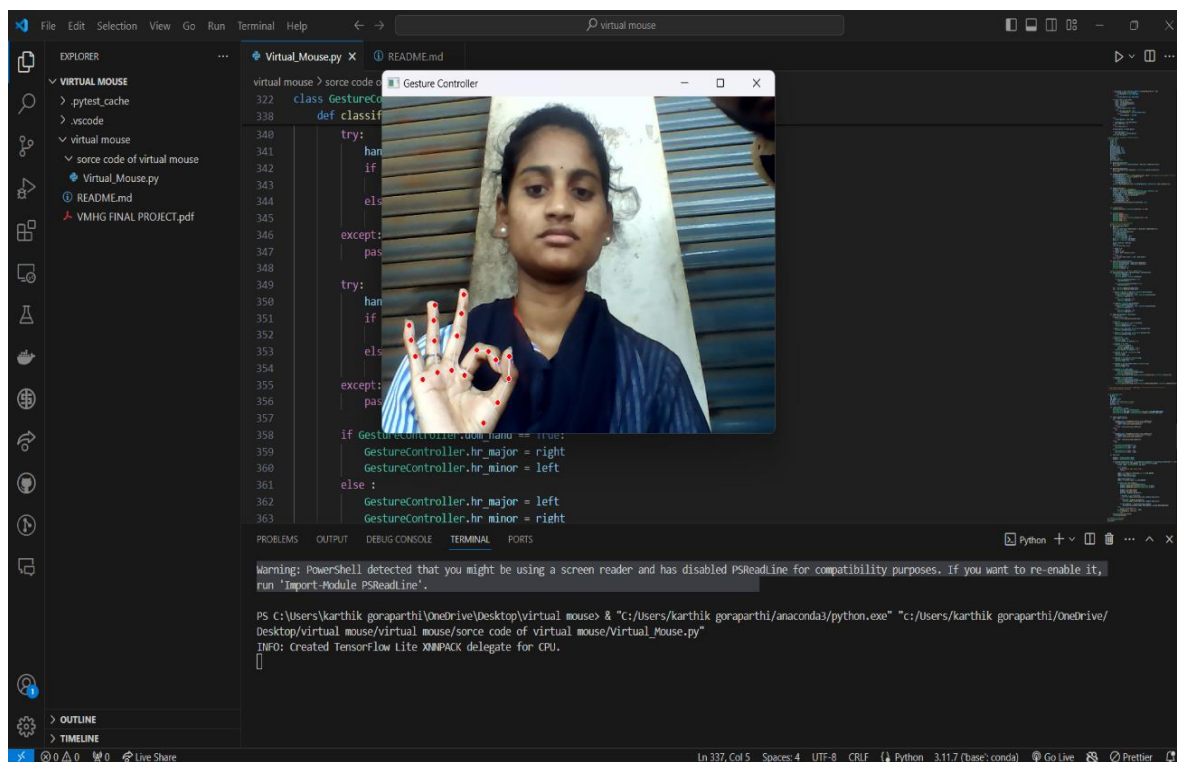 File Edit Selection View Go Run Terminal Help
virtual mouse
EXPLORER
VIRTUAL MOUSE
.pytest_cache
.vscode
virtual mouse
sorce code of virtual mouse
Virtual_Mouse.py
README.md
VMHG FINAL PROJECT.pdf
OUTLINE
TIMELINE
Virtual_Mouse.py X README.md
virtual mouse > sorce code o
Gesture Controller
322 class GestureCo
338 def classif
340 try:
341 han
342 if
343
344 els
345
346 except:
347 pas
348
349 try:
350 han
351 if
352
353 els
354
355 except:
356 pas
357
358 if GestureController.dom_hand == True:
359 GestureController.hr_major = right
360 GestureController.hr_minor = left
361 else :
362 GestureController.hr_major = left
363 GestureController.hr_minor = right
PROBLEMS OUTPUT DEBUG CONSOLE TERMINAL PORTS
Python
Warning: PowerShell detected that you might be using a screen reader and has disabled PSReadLine for compatibility purposes. If you want to re-enable it,
run 'Import-Module PSReadLine'.
PS C:\Users\karthik goraparthi\OneDrive\Desktop\virtual mouse> & "C:/Users/karthik goraparthi/anaconda3/python.exe" "c:/Users/karthik goraparthi/OneDrive/
Desktop/virtual mouse/virtual mouse/sorce code of virtual mouse/Virtual_Mouse.py"
INFO: Created TensorFlow Lite XNNPACK delegate for CPU.
1
0 0 0 Live Share Ln 337, Col 5 Spaces: 4 UTF-8 CRLF Python 3.11.7 ('base': conda) Go Live Prettier